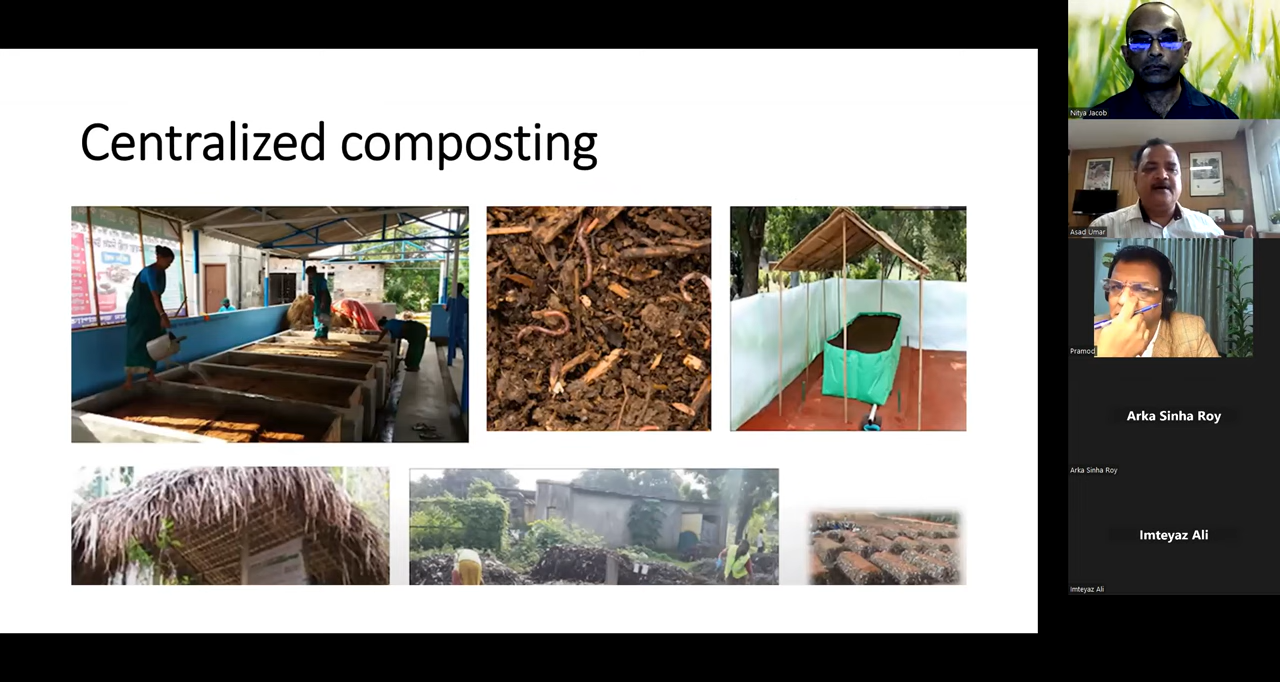 Centralized composting
Nitya Jacob
Asad Umar
Pramod
Arka Sinha Roy
Arka Sinha Roy
Imteyaz Ali
Imteyaz Ali